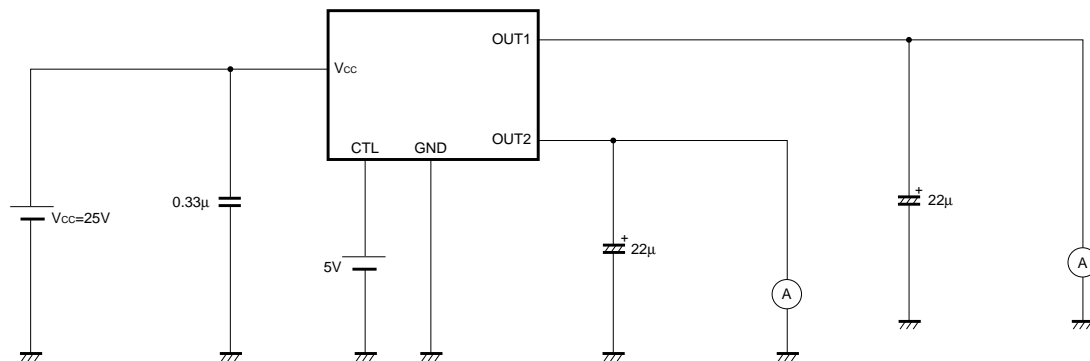 OUT1
Vcc
OUT2
CTL
GND
0.33μ
+
22μ
Vcc=25V
+
22μ
5V
A
A